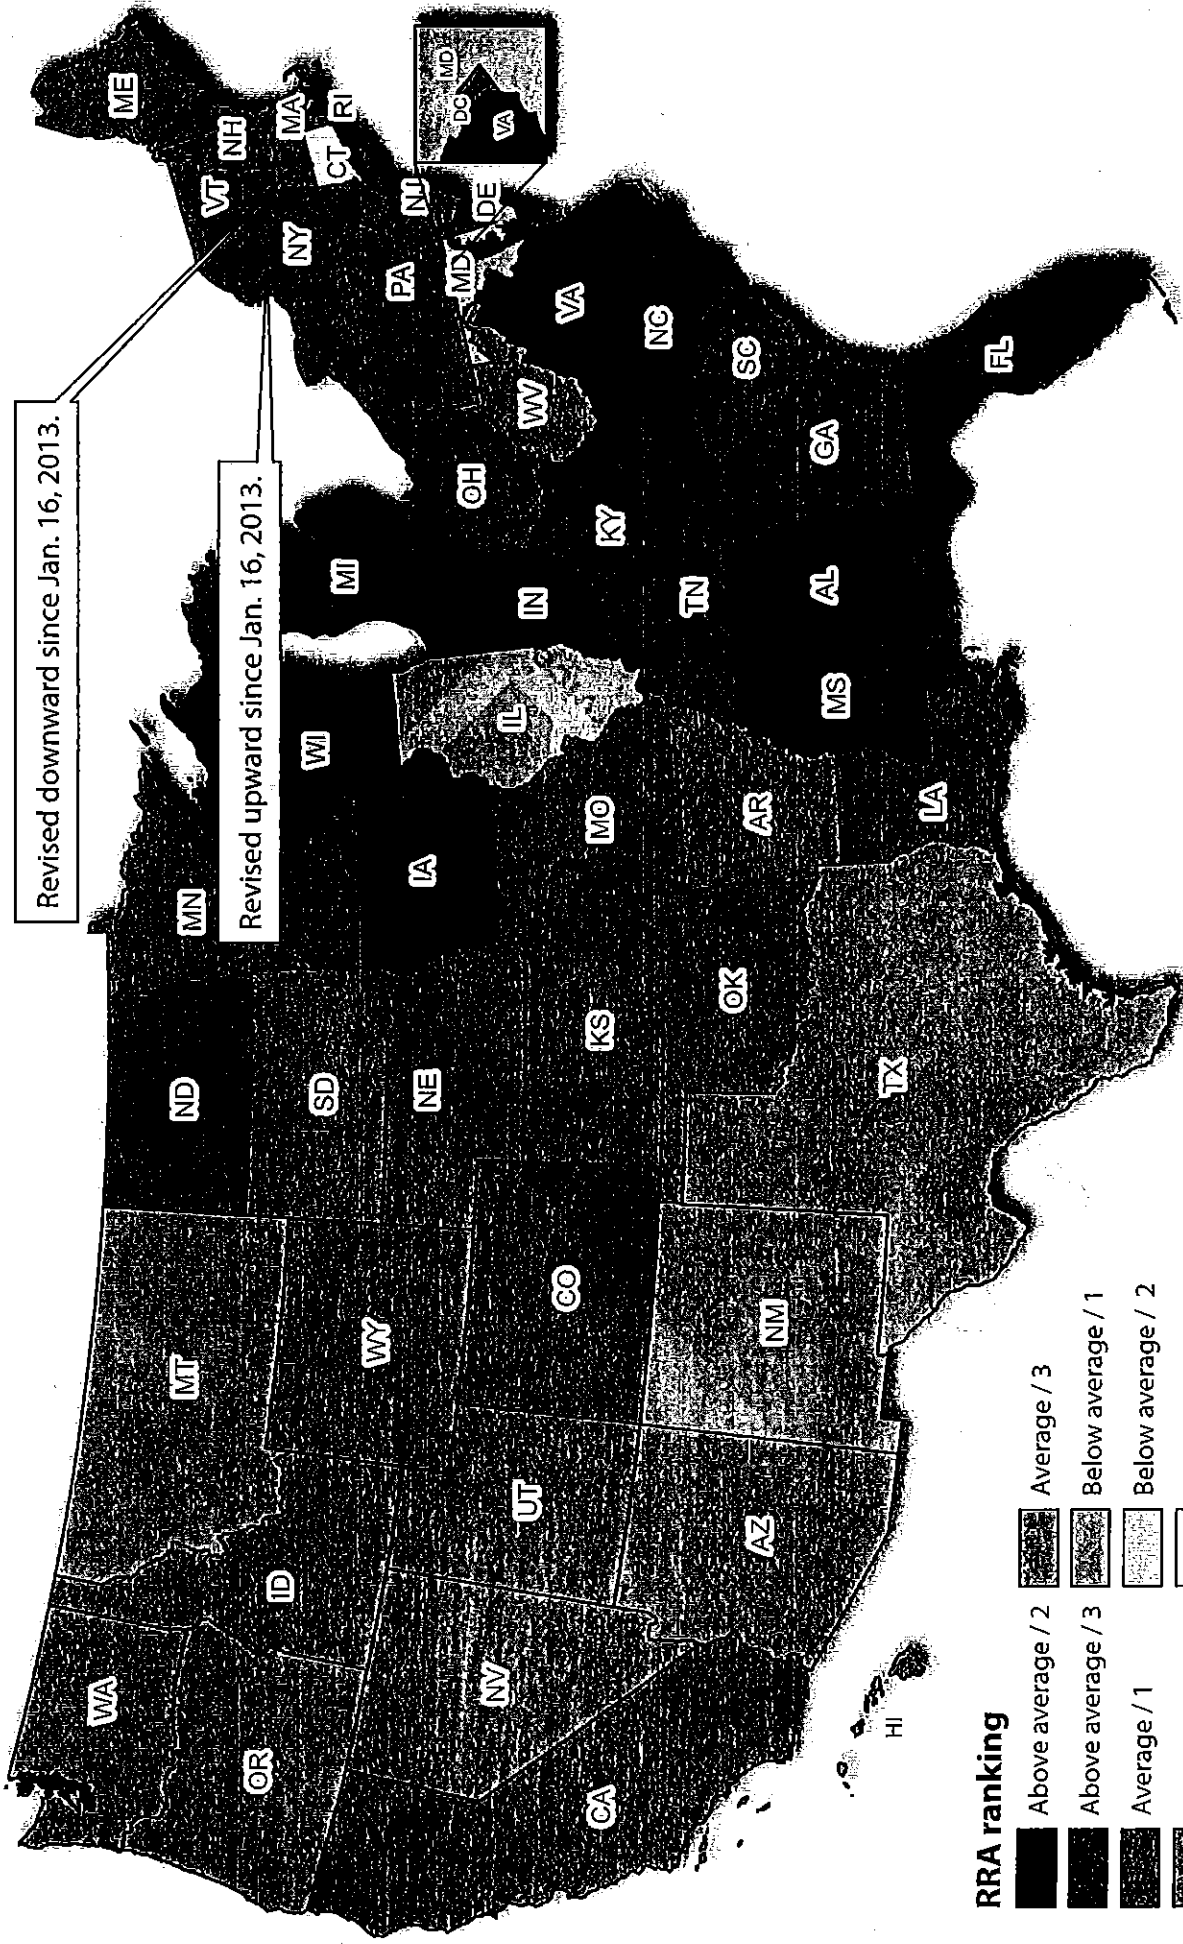 Revised downward since Jan. 16, 2013.
Revised upward since Jan. 16, 2013.
WA
MT
ND
MN
VT
NH
ME
OR
ID
SD
WI
MI
NY
MA
CT
RI
WY
NE
IA
PA
NJ
NV
UT
CO
KS
MO
IL
IN
OH
WV
MD
DE
VA
MD
DC
VA
CA
AZ
NM
OK
AR
KY
TN
NC
SC
TX
LA
MS
AL
GA
FL
HI
RRA ranking
Above average / 2
Above average / 3
Average / 1
Average / 3
Below average / 1
Below average / 2